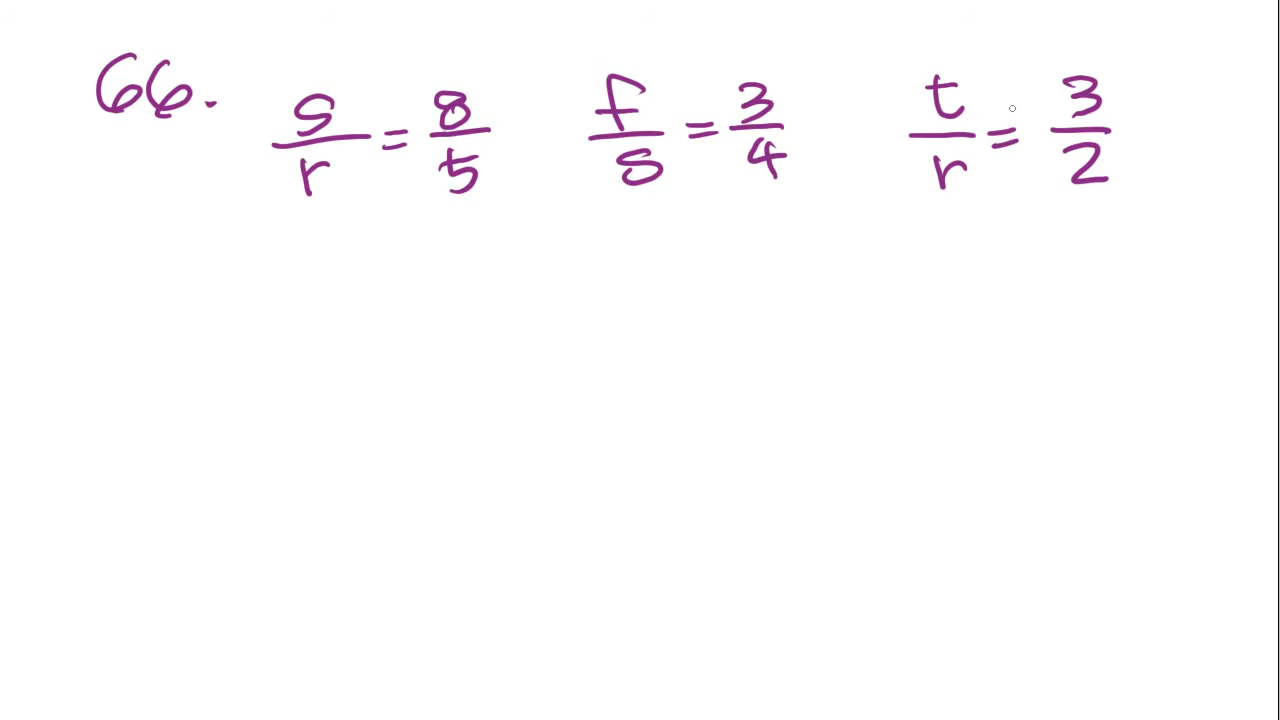 66. s/r = 8/5 f/s = 3/4 t/r = 3/2